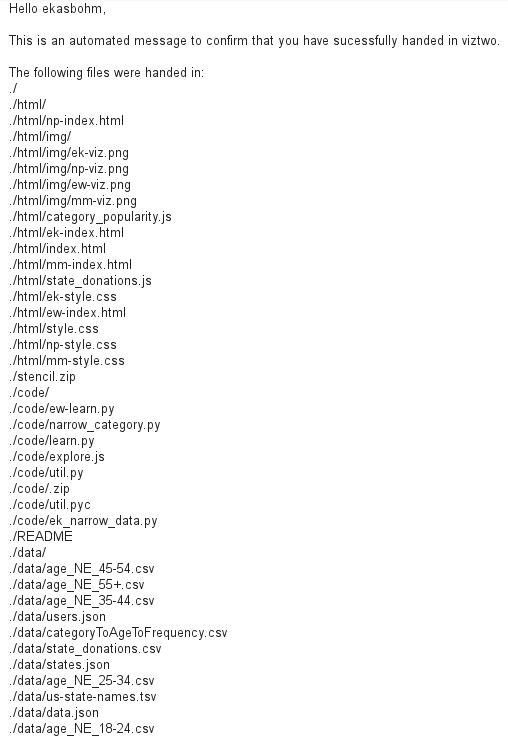 Hello ekasbohm,
This is an automated message to confirm that you have sucessfully handed in viztwo.
The following files were handed in:
./
./html/
./html/np-index.html
./html/img/
./html/img/ek-viz.png
./html/img/np-viz.png
./html/img/ew-viz.png
./html/img/mm-viz.png
./html/category_popularity.js
./html/ek-index.html
./html/index.html
./html/mm-index.html
./html/state_donations.js
./html/ek-style.css
./html/ew-index.html
./html/style.css
./html/np-style.css
./html/mm-style.css
./stencil.zip
./code/
./code/ew-learn.py
./code/narrow_category.py
./code/learn.py
./code/explore.js
./code/util.py
./code/.zip
./code/util.pyc
./code/ek_narrow_data.py
./README
./data/
./data/age_NE_45-54.csv
./data/age_NE_55+.csv
./data/age_NE_35-44.csv
./data/users.json
./data/categoryToAgeToFrequency.csv
./data/state_donations.csv
./data/states.json
./data/age_NE_25-34.csv
./data/us-state-names.tsv
./data/data.json
./data/age_NE_18-24.csv